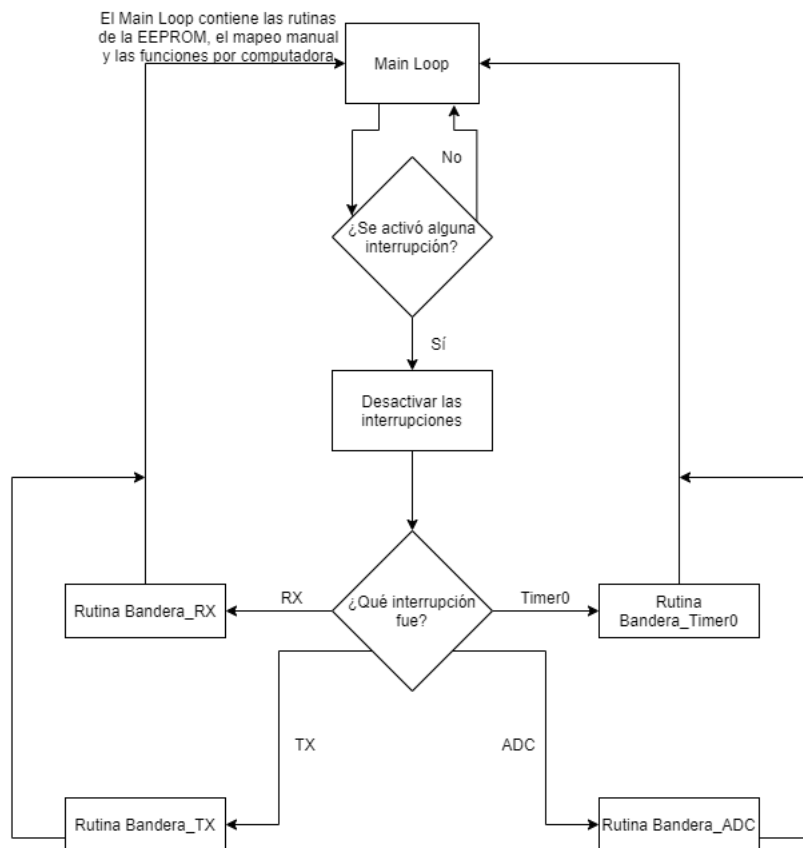 El Main Loop contiene las rutinas
de la EEPROM, el mapeo manual
y las funciones por computadora
Main Loop
No
¿Se activó alguna
interrupción?
Sí
Desactivar las
interrupciones
Rutina Bandera_RX
RX
¿Qué interrupción
fue?
Timer0
Rutina
Bandera_Timer0
TX
ADC
Rutina Bandera_TX
Rutina Bandera_ADC